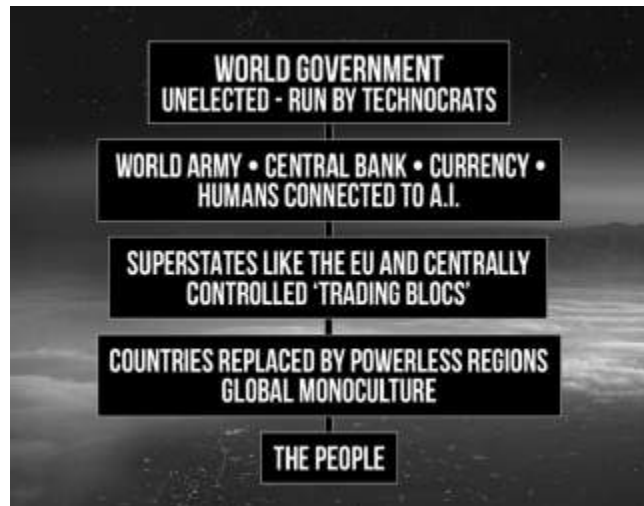 WORLD GOVERNMENT
UNELECTED - RUN BY TECHNOCRATS
WORLD ARMY • CENTRAL BANK • CURRENCY •
HUMANS CONNECTED TO A.I.
SUPERSTATES LIKE THE EU AND CENTRALLY
CONTROLLED ‘TRADING BLOCS’
COUNTRIES REPLACED BY POWERLESS REGIONS
GLOBAL MONOCULTURE
THE PEOPLE